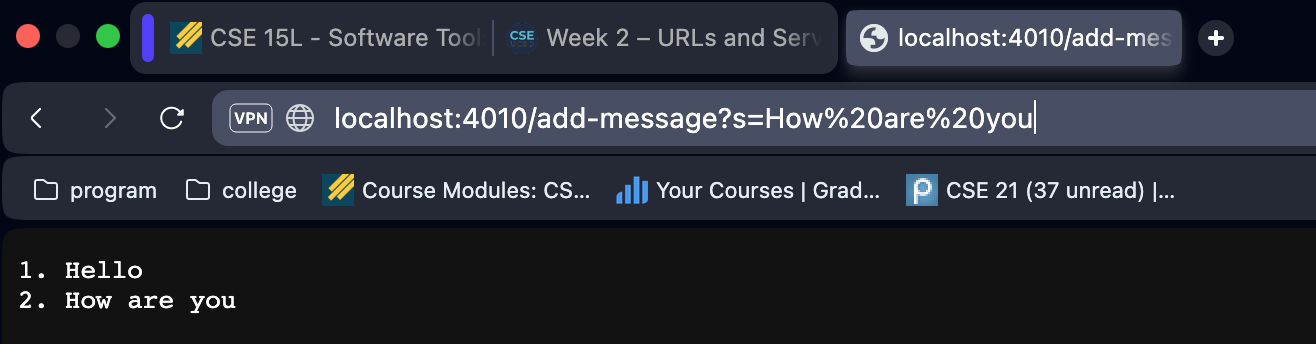 CSE 15L - Software Tool
CSE Week 2 – URLs and Serv
localhost:4010/add-mes
VPN localhost:4010/add-message?s=How%20are%20you
program college Course Modules: CS... Your Courses | Grad... CSE 21 (37 unread) |...
1. Hello
2. How are you